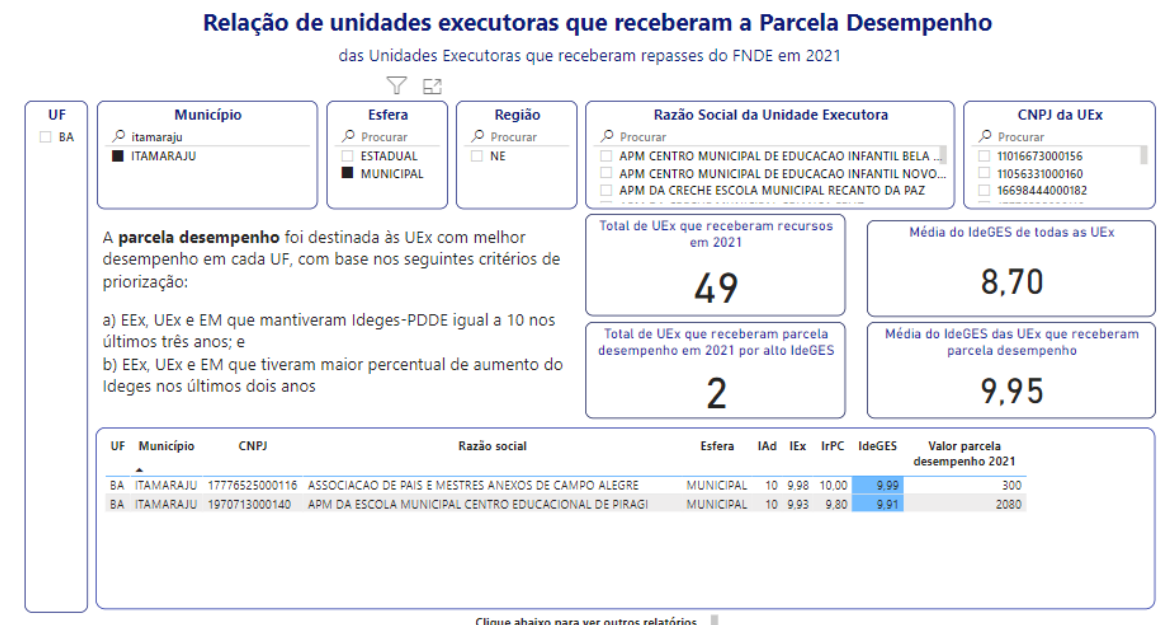 Relação de unidades executoras que receberam a Parcela Desempenho
das Unidades Executoras que receberam repasses do FNDE em 2021
UF
BA
Município
itamaraju
ITAMARAJU
Esfera
Procurar
ESTADUAL
MUNICIPAL
Região
Procurar
NE
Razão Social da Unidade Executora
Procurar
APM CENTRO MUNICIPAL DE EDUCACAO INFANTIL BELA ...
APM CENTRO MUNICIPAL DE EDUCACAO INFANTIL NOVO...
APM DA CRECHE ESCOLA MUNICIPAL RECANTO DA PAZ
CNPJ da UEx
Procurar
11016673000156
11056331000160
16698444000182
A parcela desempenho foi destinada às UEx com melhor
desempenho em cada UF, com base nos seguintes critérios de
priorização:
a) EEx, UEx e EM que mantiveram Ideges-PDDE igual a 10 nos
últimos três anos; e
b) EEx, UEx e EM que tiveram maior percentual de aumento do
Ideges nos últimos dois anos
Total de UEx que receberam recursos
em 2021
49
Média do IdeGES de todas as UEx
8,70
Total de UEx que receberam parcela
desempenho em 2021 por alto IdeGES
2
Média do IdeGES das UEx que receberam
parcela desempenho
9,95
UF Município CNPJ Razão social Esfera IAd IEx IrPC IdeGES Valor parcela
desempenho 2021
BA ITAMARAJU 17776525000116 ASSOCIACAO DE PAIS E MESTRES ANEXOS DE CAMPO ALEGRE MUNICIPAL 10 9,98 10,00 9,99 300
BA ITAMARAJU 1970713000140 APM DA ESCOLA MUNICIPAL CENTRO EDUCACIONAL DE PIRAGI MUNICIPAL 10 9,93 9,80 9,91 2080
Clique abaixo para ver outros relatórios